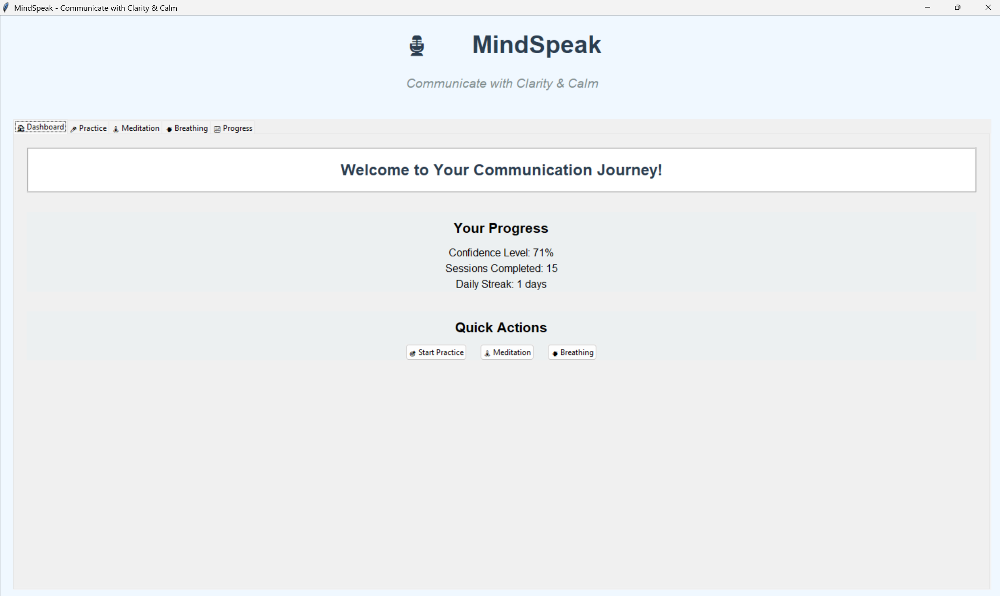 MindSpeak - Communicate with Clarity & Calm
MindSpeak
Communicate with Clarity & Calm
Dashboard Practice Meditation Breathing Progress
Welcome to Your Communication Journey!
Your Progress
Confidence Level: 71%
Sessions Completed: 15
Daily Streak: 1 days
Quick Actions
Start Practice Meditation Breathing